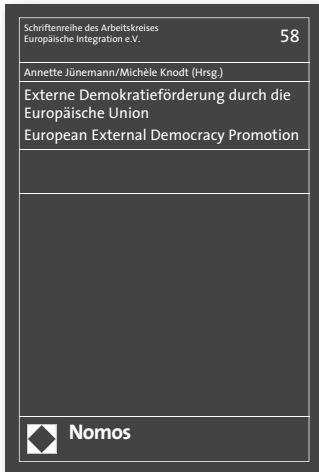 Schriftenreihe des Arbeitskreises
Europäische Integration e.V.
58
Annette Jünemann/Michèle Knodt (Hrsg.)
Externe Demokratieförderung durch die
Europäische Union
European External Democracy Promotion
Nomos